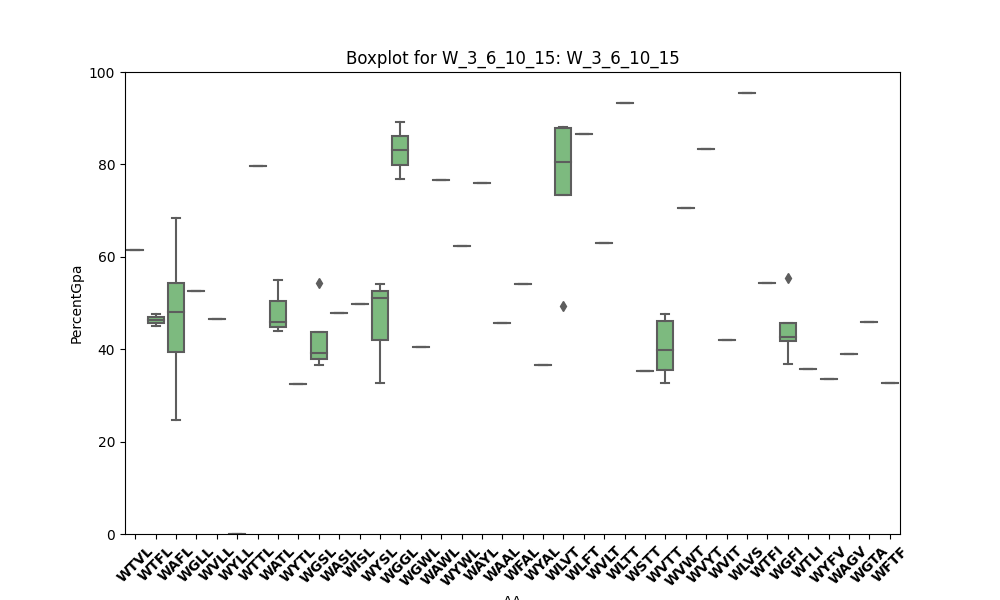 Boxplot for W_3_6_10_15: W_3_6_10_15
PercentGpa
100
80
60
40
20
0
WTVL
WTFL
WAFL
WGLL
WVLL
WYLL
WTTL
WATL
WYTL
WGSL
WASL
WISL
WYSL
WGGL
WGWL
WAWL
WYWL
WAYL
WAAL
WFAL
WYAL
WLVT
WLFT
WVLT
WLTT
WSTT
WVTT
WVWT
WVYT
WVIT
WLVS
WTFI
WGFI
WTLI
WYFV
WAGV
WGTA
WFTF